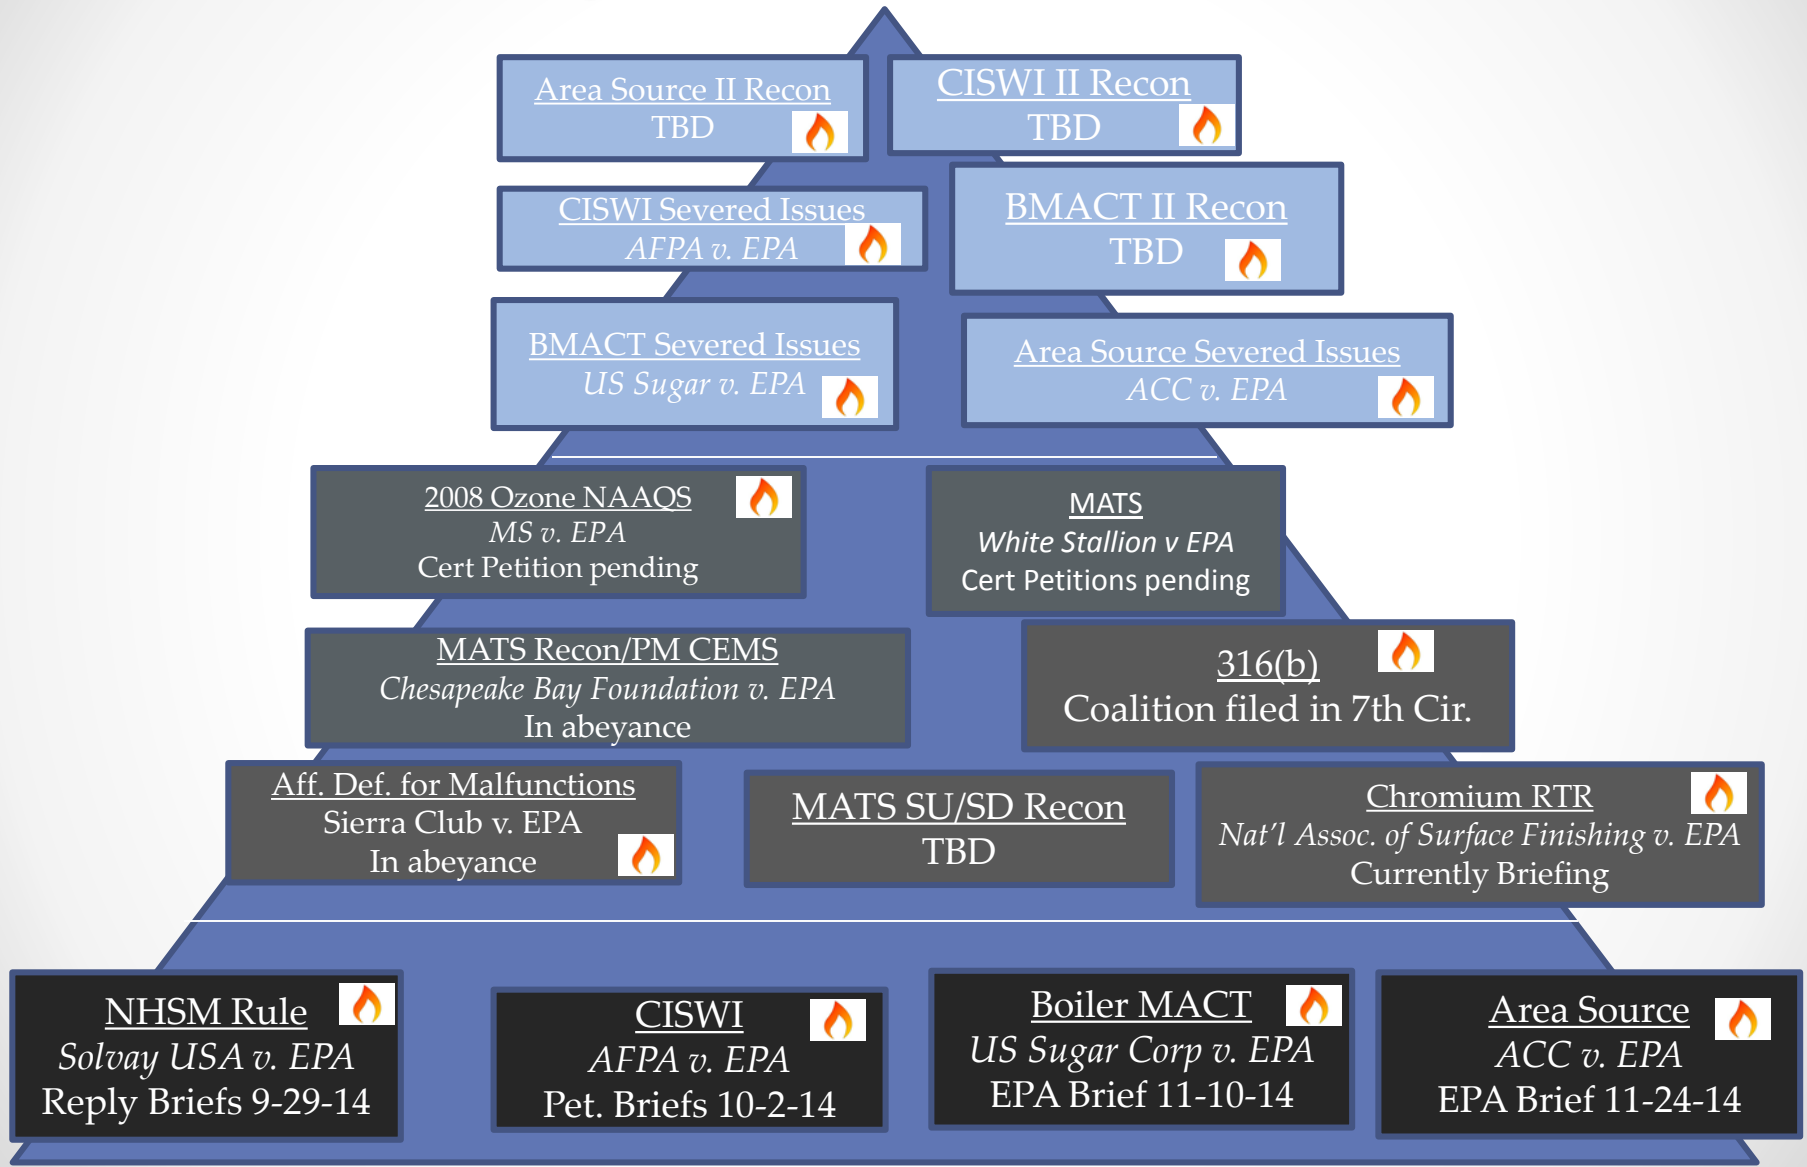 Area Source II Recon
TBD
CISWI II Recon
TBD
CISWI Severed Issues
AFPA v. EPA
BMACT II Recon
TBD
BMACT Severed Issues
US Sugar v. EPA
Area Source Severed Issues
ACC v. EPA
2008 Ozone NAAQS
MS v. EPA
Cert Petition pending
MATS
White Stallion v EPA
Cert Petitions pending
MATS Recon/PM CEMS
Chesapeake Bay Foundation v. EPA
In abeyance
316(b)
Coalition filed in 7th Cir.
Aff. Def. for Malfunctions
Sierra Club v. EPA
In abeyance
MATS SU/SD Recon
TBD
Chromium RTR
Nat’l Assoc. of Surface Finishing v. EPA
Currently Briefing
NHSM Rule
Solvay USA v. EPA
Reply Briefs 9-29-14
CISWI
AFPA v. EPA
Pet. Briefs 10-2-14
Boiler MACT
US Sugar Corp v. EPA
EPA Brief 11-10-14
Area Source
ACC v. EPA
EPA Brief 11-24-14